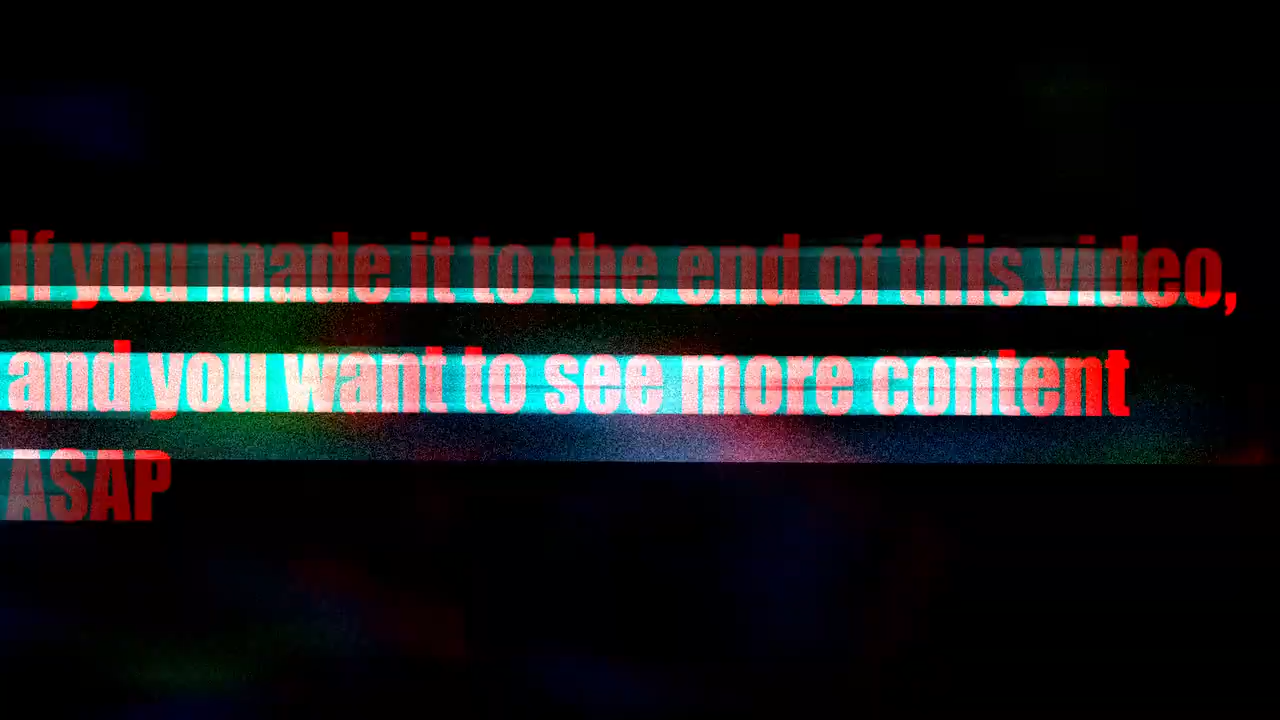 If you made it to the end of this video,
and you want to see more content
ASAP